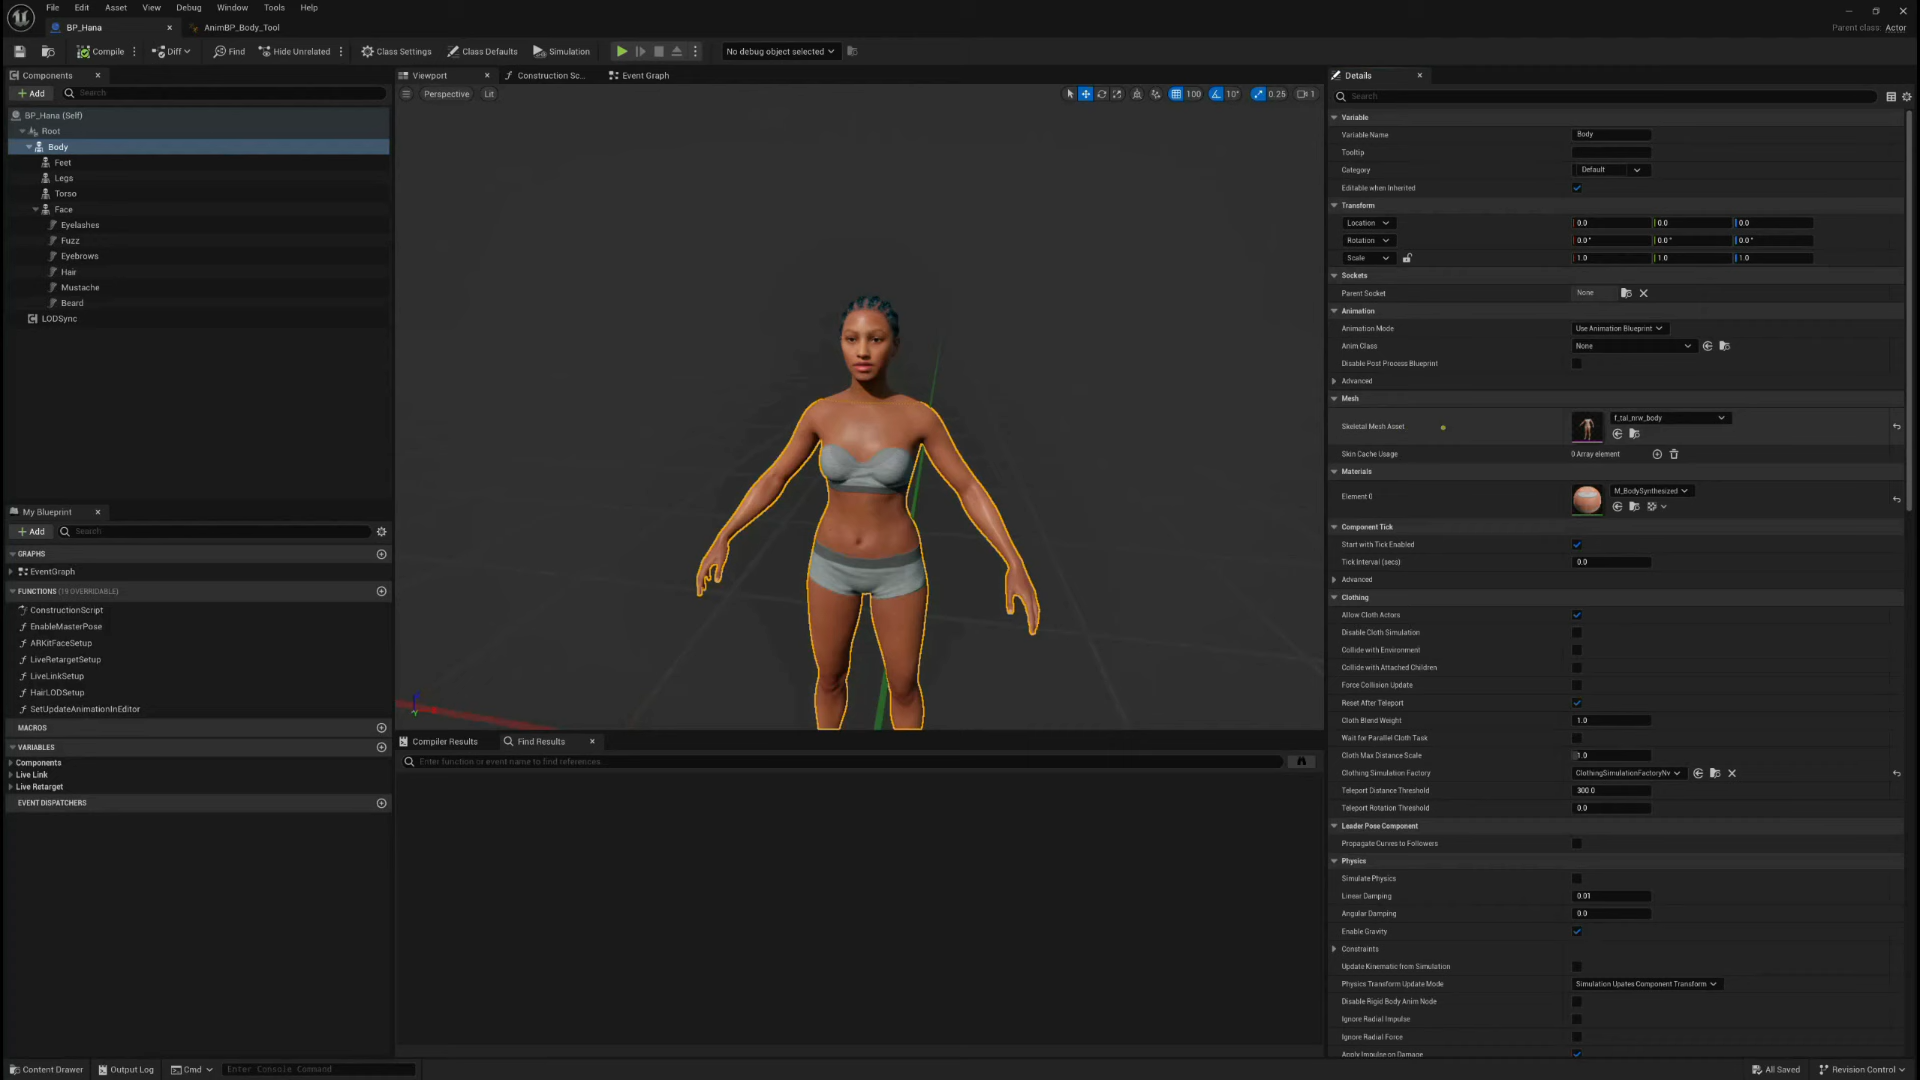 File Edit Asset View Debug Window Tools Help
BP_Hana AnimBP_Body_Tool
Parent class: Actor
Compile Diff Find Hide Unrelated Class Settings Class Defaults Simulation No debug object selected
Components
Add Search
BP_Hana (Self)
Root
Body
Feet
Legs
Torso
Face
Eyelashes
Fuzz
Eyebrows
Hair
Mustache
Beard
LODSync
My Blueprint
Add Search
GRAPHS
EventGraph
FUNCTIONS (19 OVERRIDABLE)
ConstructionScript
EnableMasterPose
ARKitFaceSetup
LiveRetargetSetup
LiveLinkSetup
HairLODSetup
SetUpdateAnimationInEditor
MACROS
VARIABLES
Components
Live Link
Live Retarget
EVENT DISPATCHERS
Viewport Construction Sc... Event Graph
Perspective Lit 100 10° 0.25 1
Compiler Results Find Results
Enter function or event name to find references...
Details
Search
Variable
Variable Name Body
Tooltip
Category Default
Editable when Inherited
Transform
Location 0.0 0.0 0.0
Rotation 0.0° 0.0° 0.0°
Scale 1.0 1.0 1.0
Sockets
Parent Socket None
Animation
Animation Mode Use Animation Blueprint
Anim Class None
Disable Post Process Blueprint
Advanced
Mesh
Skeletal Mesh Asset f_tal_nrw_body
Skin Cache Usage 0 Array element
Materials
Element 0 M_BodySynthesized
Component Tick
Start with Tick Enabled
Tick Interval (secs) 0.0
Advanced
Clothing
Allow Cloth Actors
Disable Cloth Simulation
Collide with Environment
Collide with Attached Children
Force Collision Update
Reset After Teleport
Cloth Blend Weight 1.0
Wait for Parallel Cloth Task
Cloth Max Distance Scale 1.0
Clothing Simulation Factory ClothingSimulationFactoryNv
Teleport Distance Threshold 300.0
Teleport Rotation Threshold 0.0
Leader Pose Component
Propagate Curves to Followers
Physics
Simulate Physics
Linear Damping 0.01
Angular Damping 0.0
Enable Gravity
Constraints
Update Kinematic from Simulation
Physics Transform Update Mode Simulation Upates Component Transform
Disable Rigid Body Anim Node
Ignore Radial Impulse
Ignore Radial Force
Apply Impulse on Damage
Content Drawer Output Log Cmd Enter Console Command All Saved Revision Control